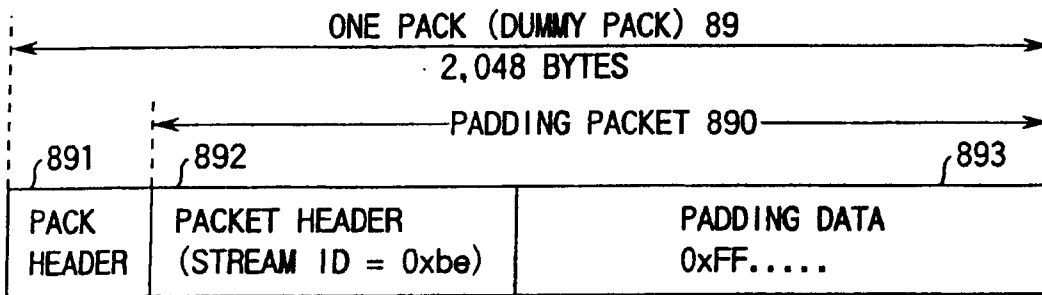 ONE PACK (DUMMY PACK) 89
2,048 BYTES
PADDING PACKET 890
891
892
893
PACK
HEADER
PACKET HEADER
(STREAM ID = 0xbe)
PADDING DATA
0xFF.....